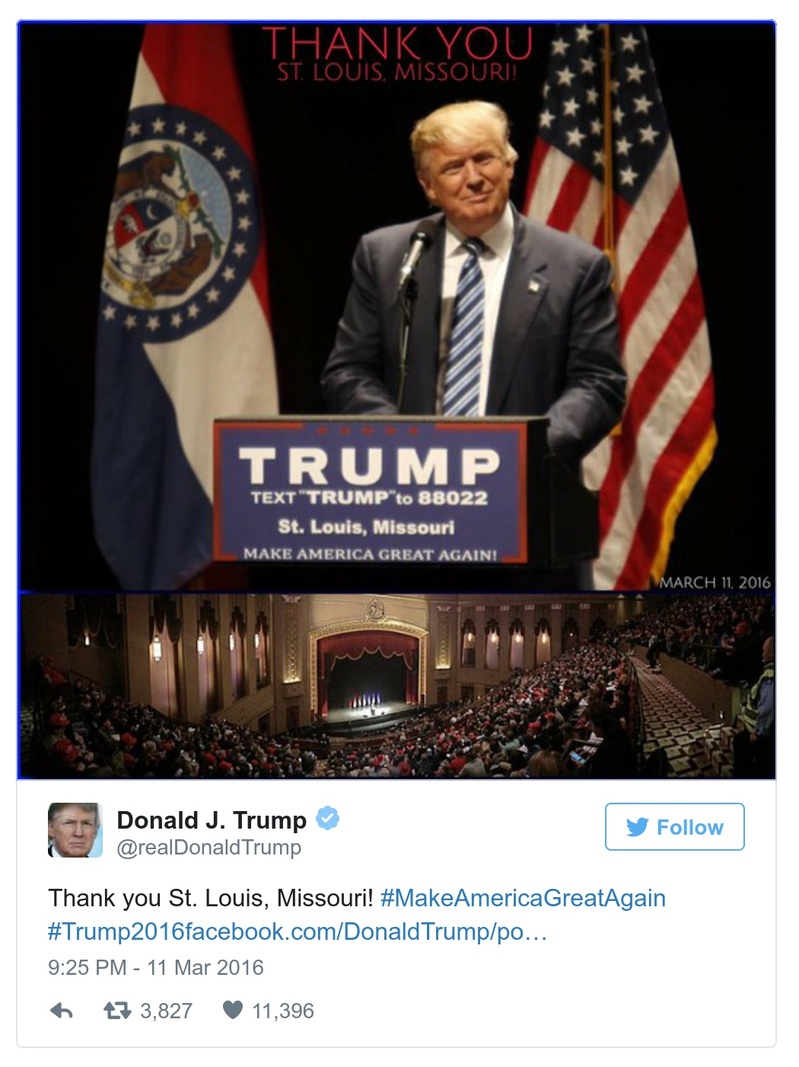 THANK YOU
ST. LOUIS, MISSOURI!
TRUMP
TEXT "TRUMP" to 88022
St. Louis, Missouri
MAKE AMERICA GREAT AGAIN!
MARCH 11, 2016
Donald J. Trump
@realDonaldTrump
Follow
Thank you St. Louis, Missouri! #MakeAmericaGreatAgain
#Trump2016facebook.com/DonaldTrump/po…
9:25 PM - 11 Mar 2016
3,827 11,396